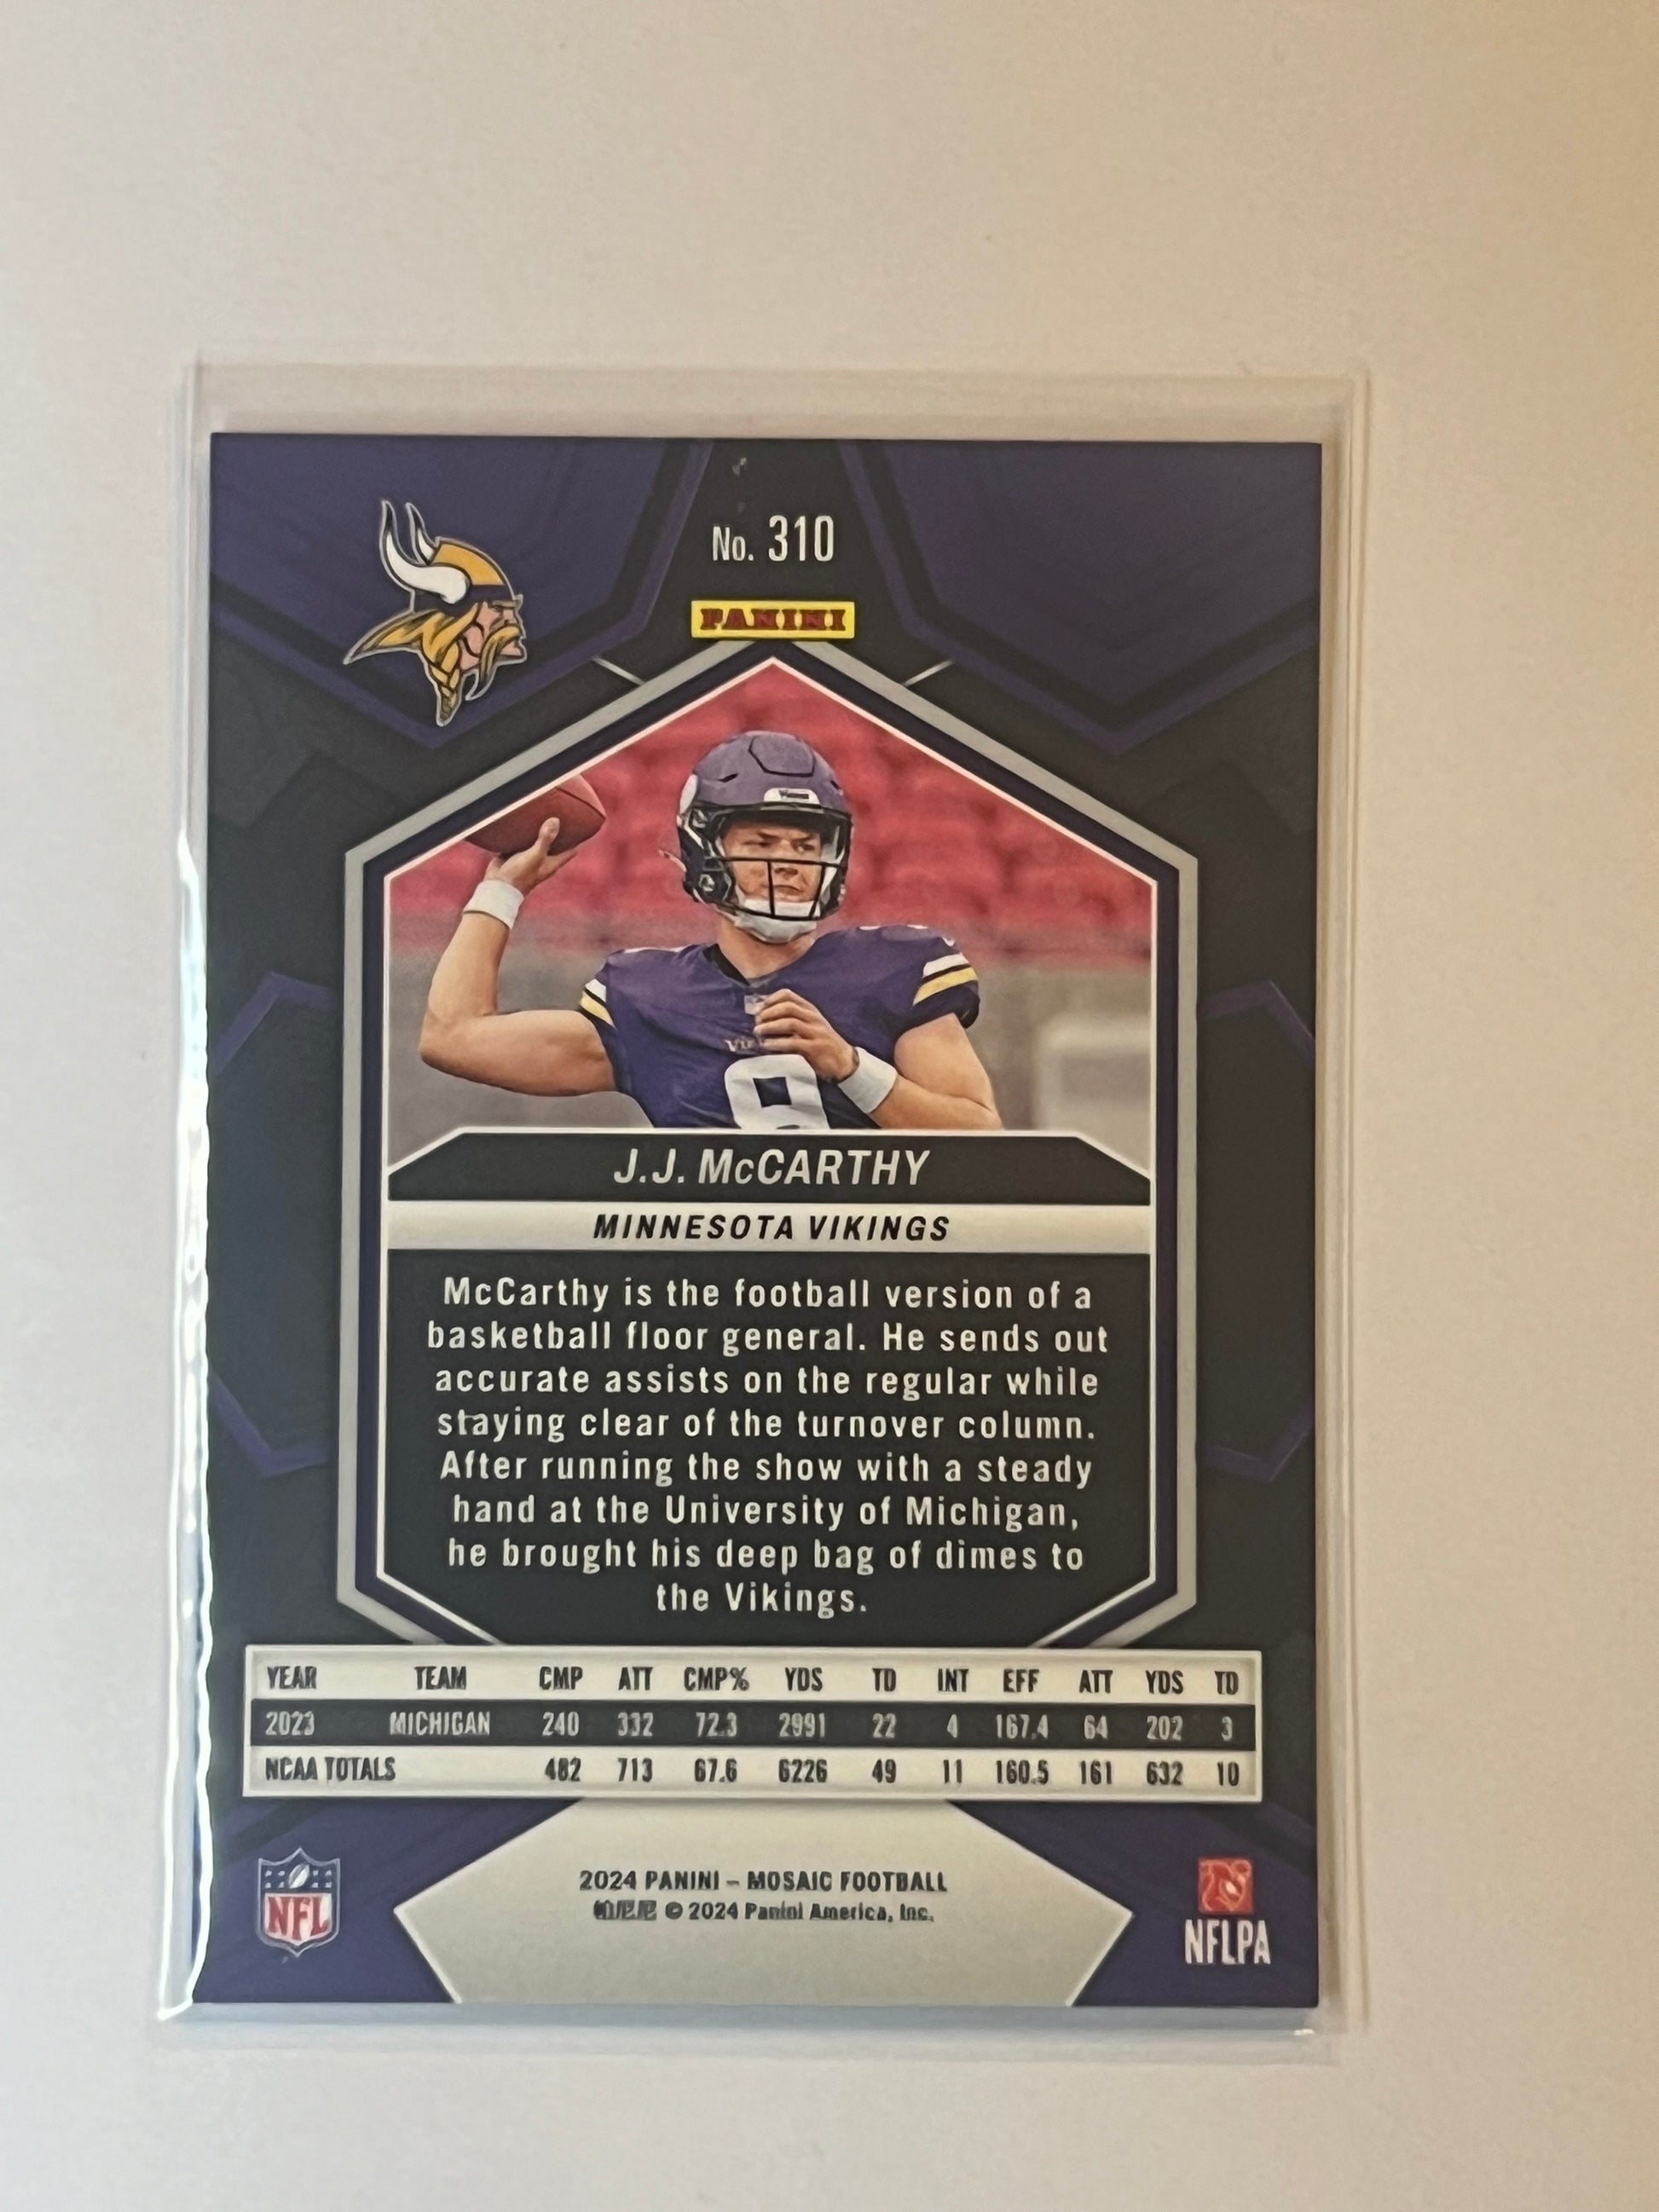 No. 310
PANINI
J.J. McCARTHY
MINNESOTA VIKINGS
McCarthy is the football version of a
basketball floor general. He sends out
accurate assists on the regular while
staying clear of the turnover column.
After running the show with a steady
hand at the University of Michigan,
he brought his deep bag of dimes to
the Vikings.
YEAR TEAM CMP ATT CMP% YDS TD INT EFF ATT YDS TD
2023 MICHIGAN 240 332 72.3 2991 22 4 167.4 64 202 3
NCAA TOTALS 482 713 67.6 6226 49 11 160.5 161 632 10
2024 PANINI – MOSAIC FOOTBALL
帕尼尼 © 2024 Panini America, Inc.
NFL
NFLPA